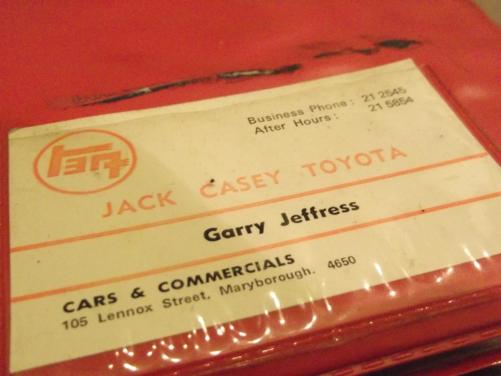 Business Phone: 21 2545
After Hours: 21 5854
トヨタ
JACK CASEY TOYOTA
Garry Jeffress
CARS & COMMERCIALS
105 Lennox Street, Maryborough. 4650